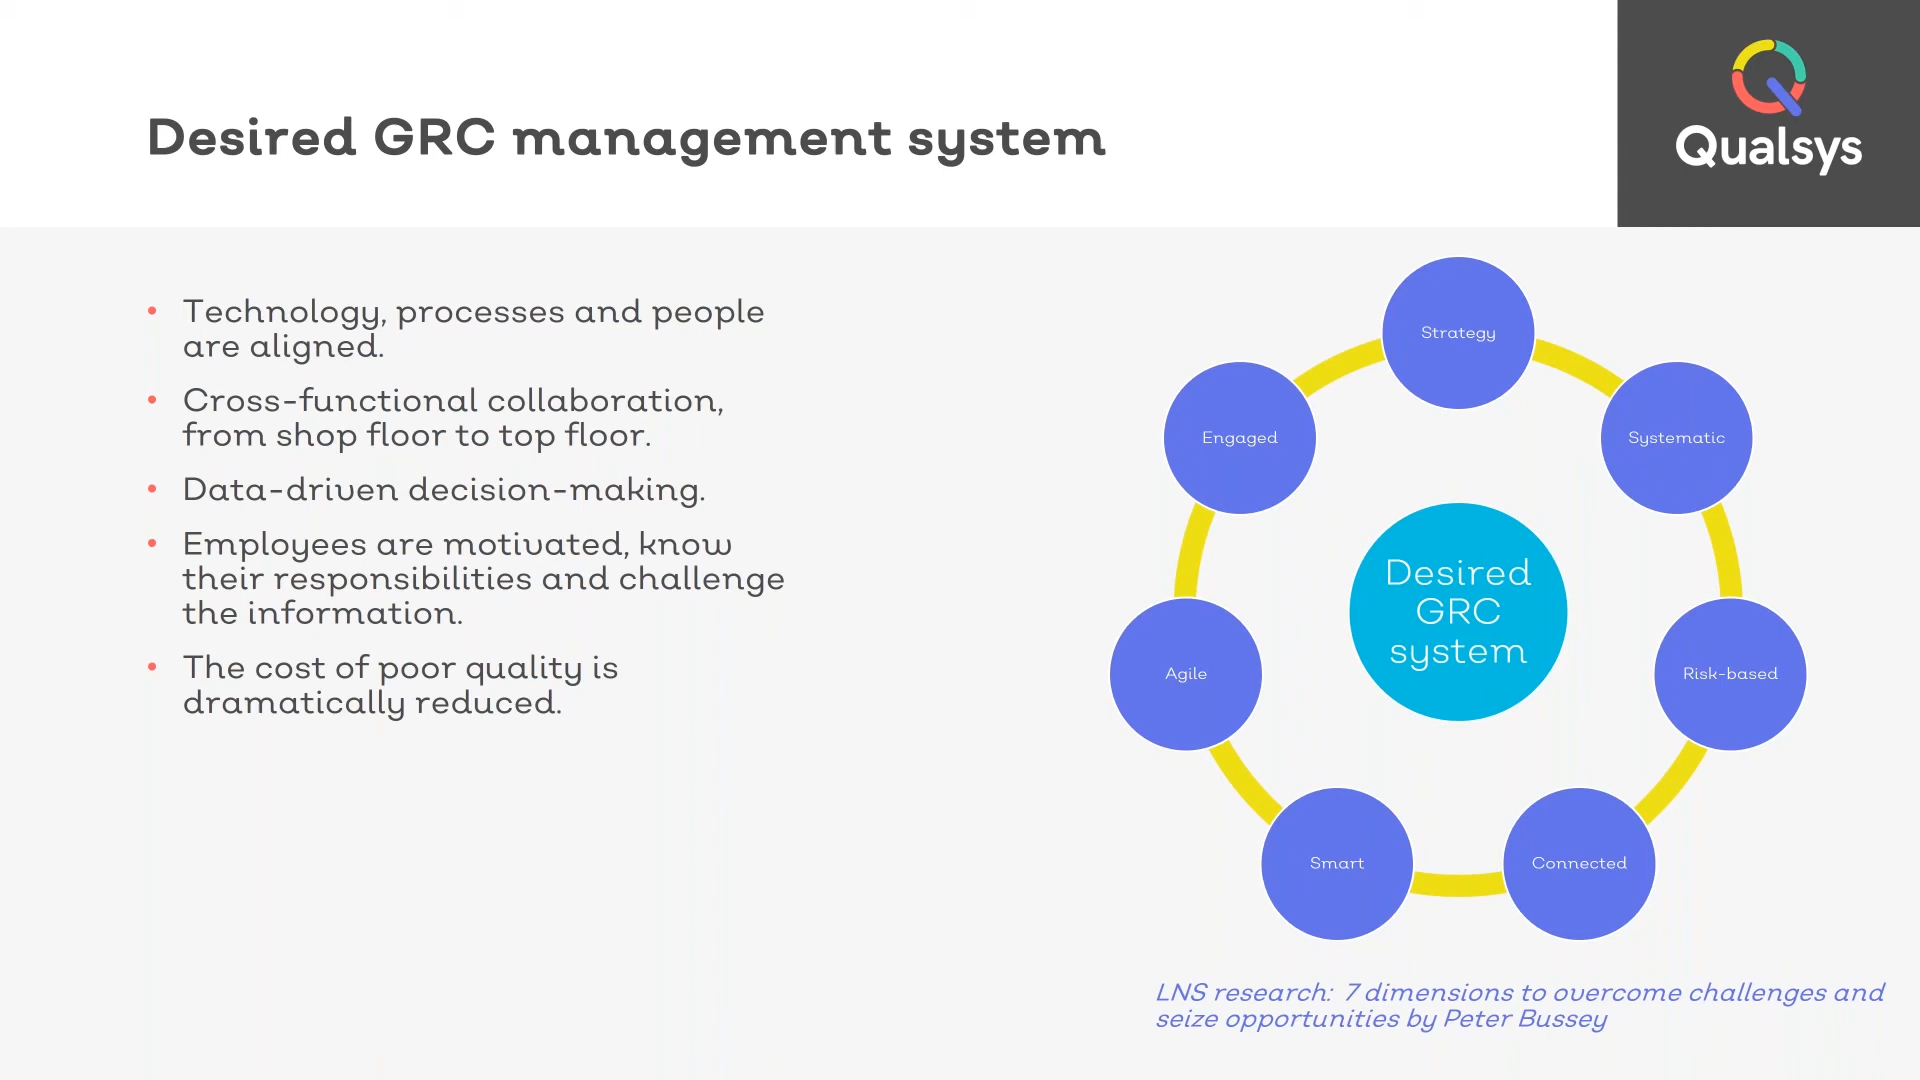 Desired GRC management system
Qualsys
• Technology, processes and people
are aligned.
• Cross-functional collaboration,
from shop floor to top floor.
• Data-driven decision-making.
• Employees are motivated, know
their responsibilities and challenge
the information.
• The cost of poor quality is
dramatically reduced.
Strategy
Systematic
Risk-based
Connected
Smart
Agile
Engaged
Desired
GRC
system
LNS research: 7 dimensions to overcome challenges and
seize opportunities by Peter Bussey